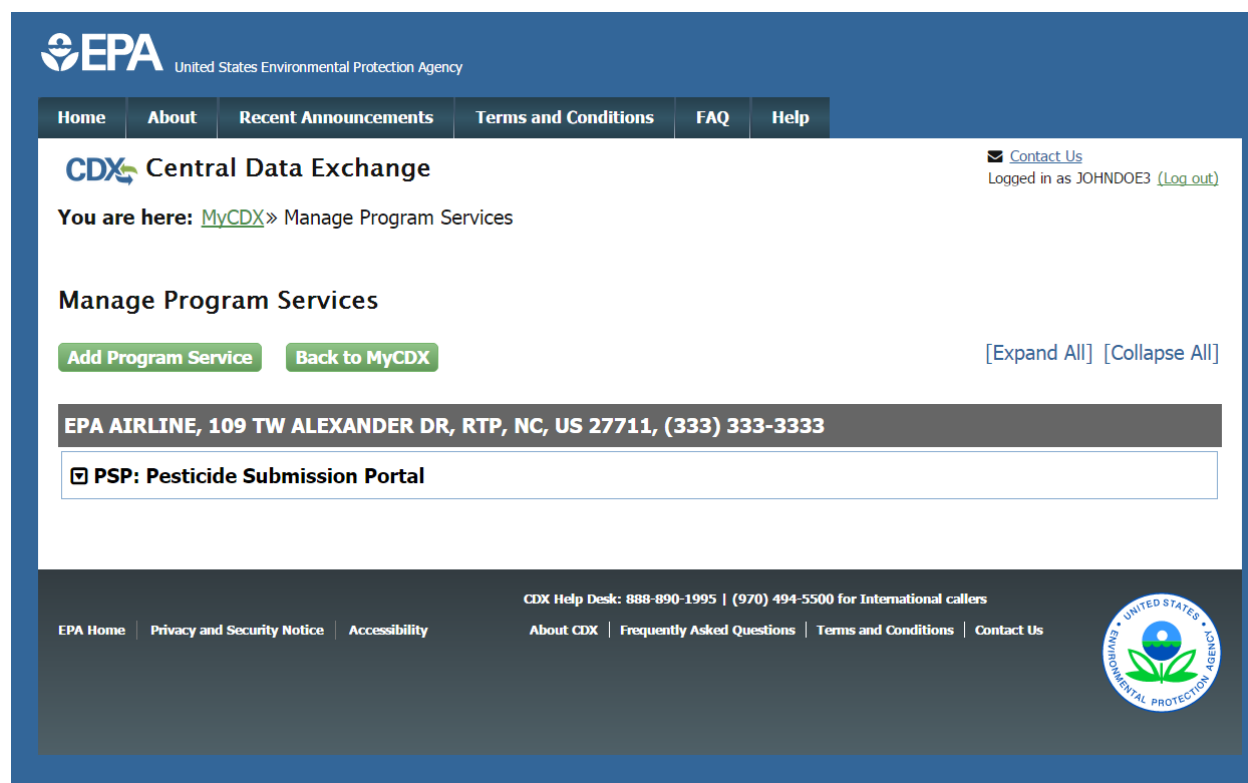 EPA United States Environmental Protection Agency
Home About Recent Announcements Terms and Conditions FAQ Help
CDX Central Data Exchange
Contact Us
Logged in as JOHNDOE3 (Log out)
You are here: MyCDX» Manage Program Services
Manage Program Services
Add Program Service Back to MyCDX [Expand All] [Collapse All]
EPA AIRLINE, 109 TW ALEXANDER DR, RTP, NC, US 27711, (333) 333-3333
PSP: Pesticide Submission Portal
CDX Help Desk: 888-890-1995 | (970) 494-5500 for International callers
EPA Home Privacy and Security Notice Accessibility About CDX | Frequently Asked Questions | Terms and Conditions | Contact Us
UNITED STATES ENVIRONMENTAL PROTECTION AGENCY